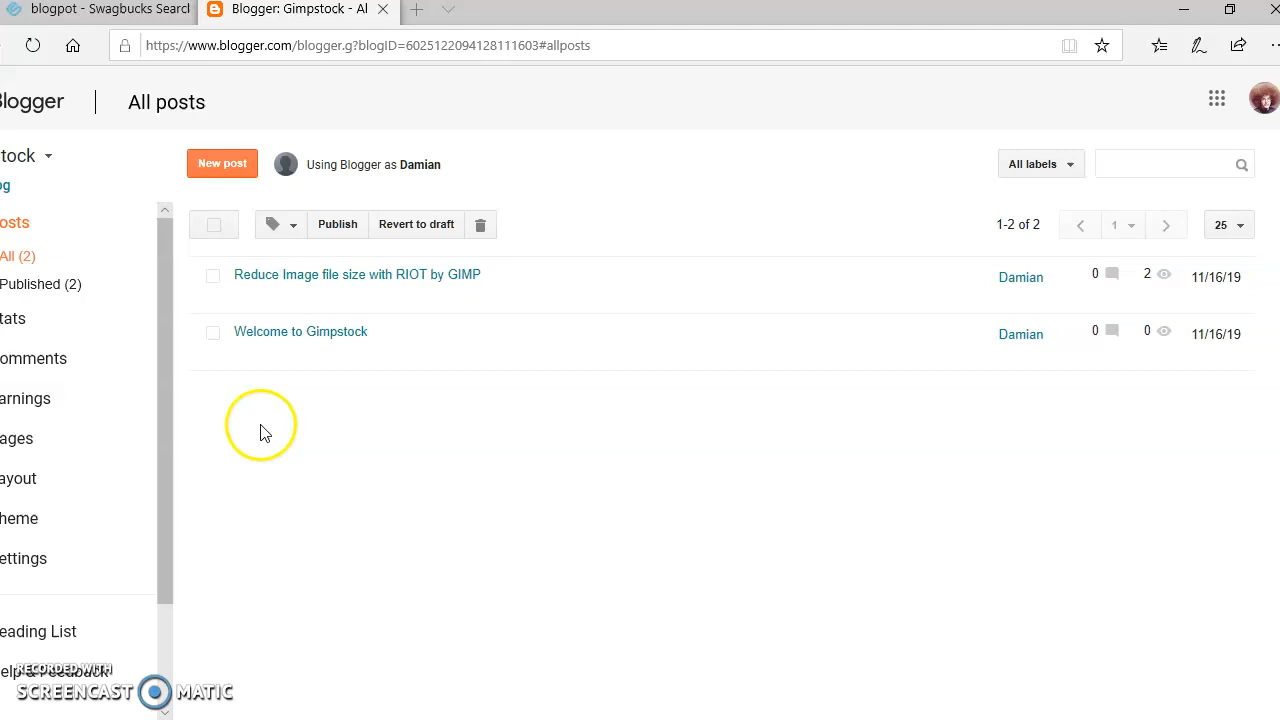 blogpot - Swagbucks Search
Blogger: Gimpstock - Al
https://www.blogger.com/blogger.g?blogID=6025122094128111603#allposts
logger
All posts
tock
New post
Using Blogger as Damian
All labels
og
osts
Publish
Revert to draft
1-2 of 2
1
25
All (2)
Reduce Image file size with RIOT by GIMP
Damian
0
2
11/16/19
Published (2)
tats
Welcome to Gimpstock
Damian
0
0
11/16/19
omments
arnings
ages
ayout
heme
ettings
eading List
elp & Feedback
RECORDED WITH
SCREENCAST MATIC